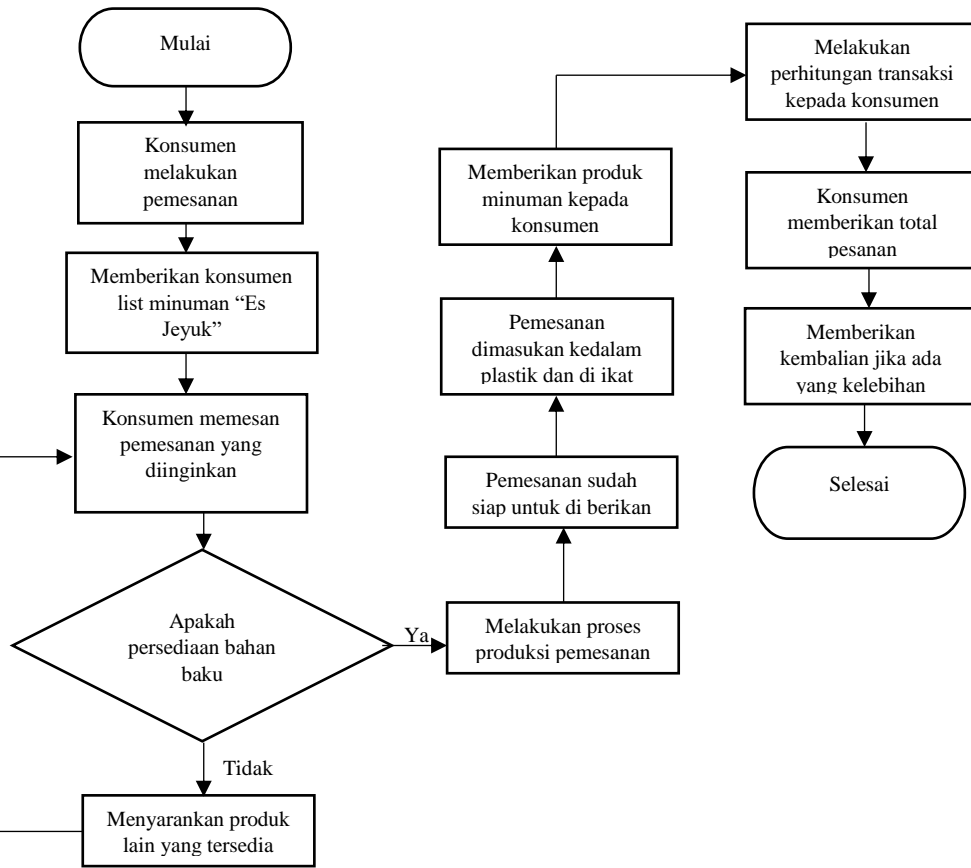 Mulai
Konsumen
melakukan
pemesanan
Memberikan konsumen
list minuman “Es
Jeyuk”
Konsumen memesan
pemesanan yang
diinginkan
Apakah
persediaan bahan
baku
Ya
Tidak
Menyarankan produk
lain yang tersedia
Melakukan proses
produksi pemesanan
Pemesanan sudah
siap untuk di berikan
Pemesanan
dimasukan kedalam
plastik dan di ikat
Memberikan produk
minuman kepada
konsumen
Melakukan
perhitungan transaksi
kepada konsumen
Konsumen
memberikan total
pesanan
Memberikan
kembalian jika ada
yang kelebihan
Selesai